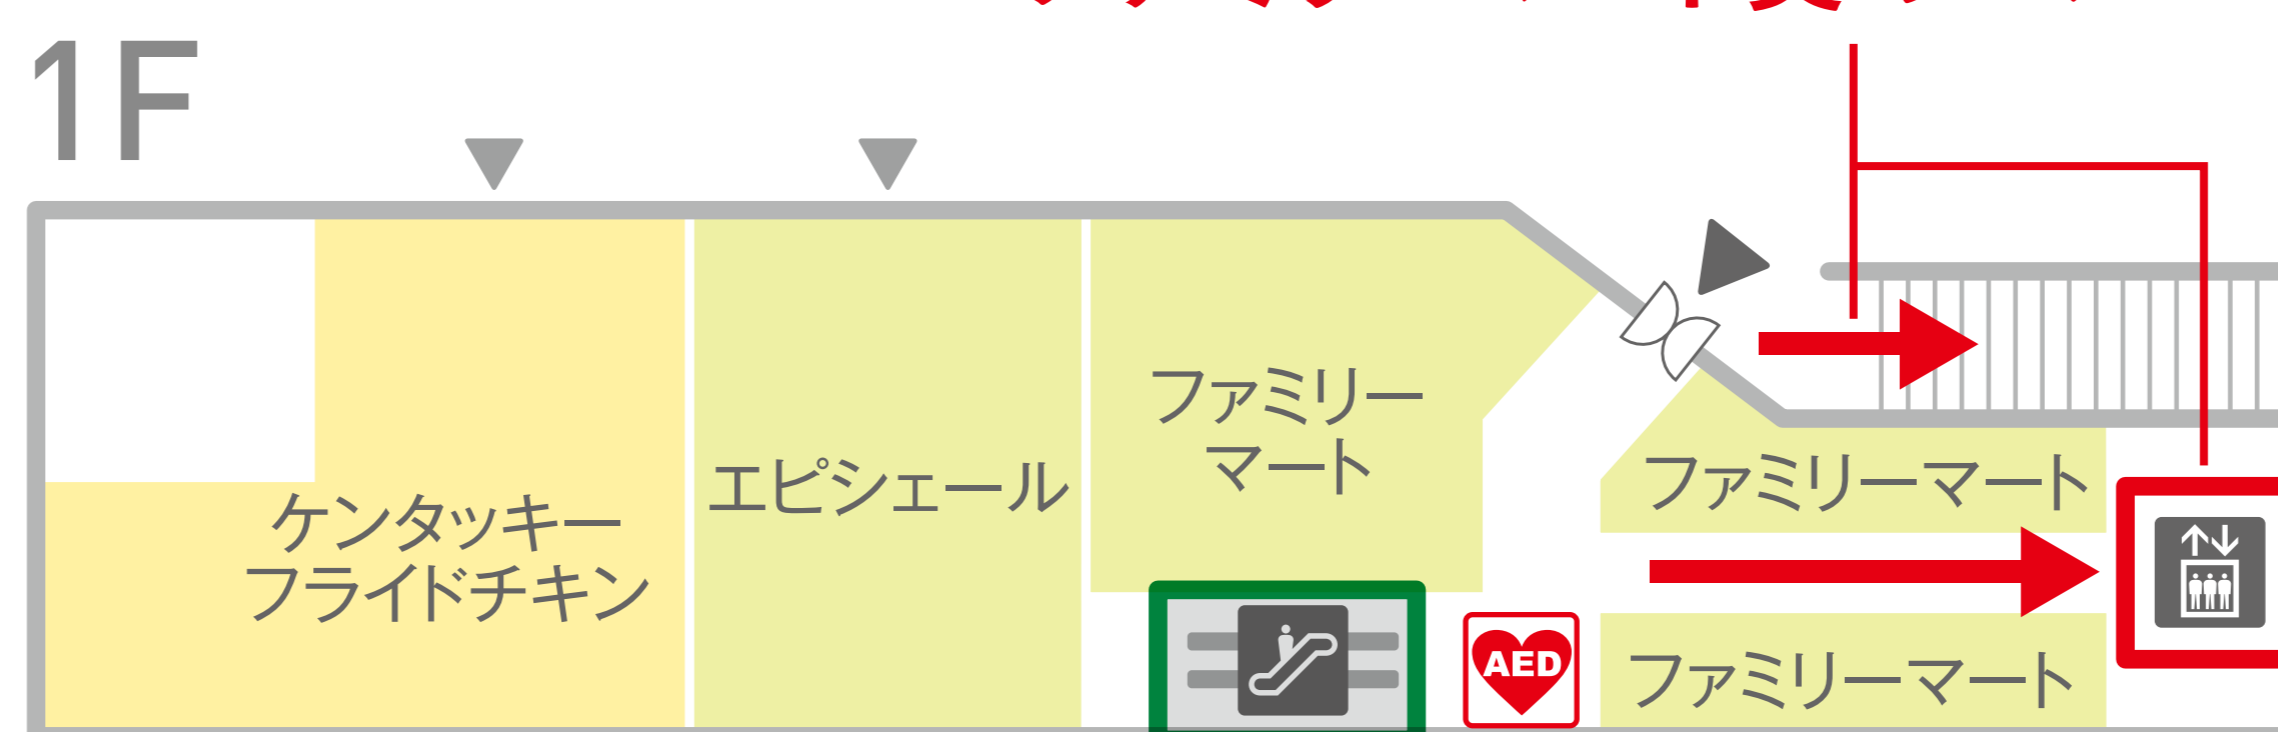 1F
ファミリー
マート
エピシェール
ファミリーマート
ケンタッキー
フライドチキン
AED
ファミリーマート